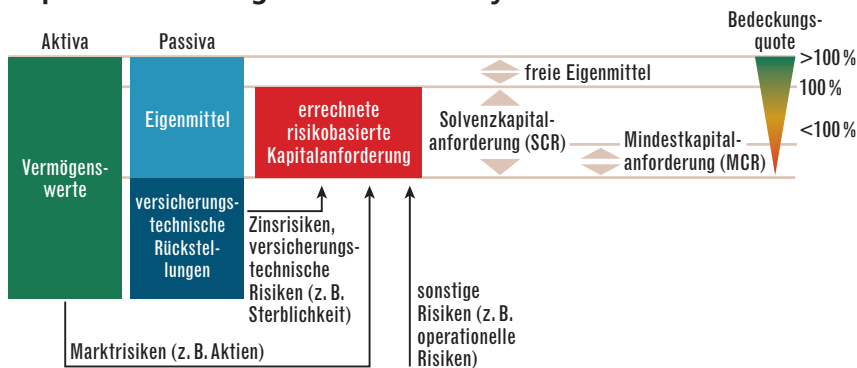 Bedeckungs-
quote
Aktiva
Passiva
>100 %
freie Eigenmittel
100 %
Eigenmittel
errechnete
risikobasierte
Kapitalanforderung
Solvenzkapital-
anforderung (SCR)
<100 %
Mindestkapital-
anforderung (MCR)
Vermögens-
werte
versicherungs-
technische
Rückstel-
lungen
Zinsrisiken,
versicherungs-
technische
Risiken (z. B.
Sterblichkeit)
sonstige
Risiken (z. B.
operationelle
Risiken)
Marktrisiken (z. B. Aktien)